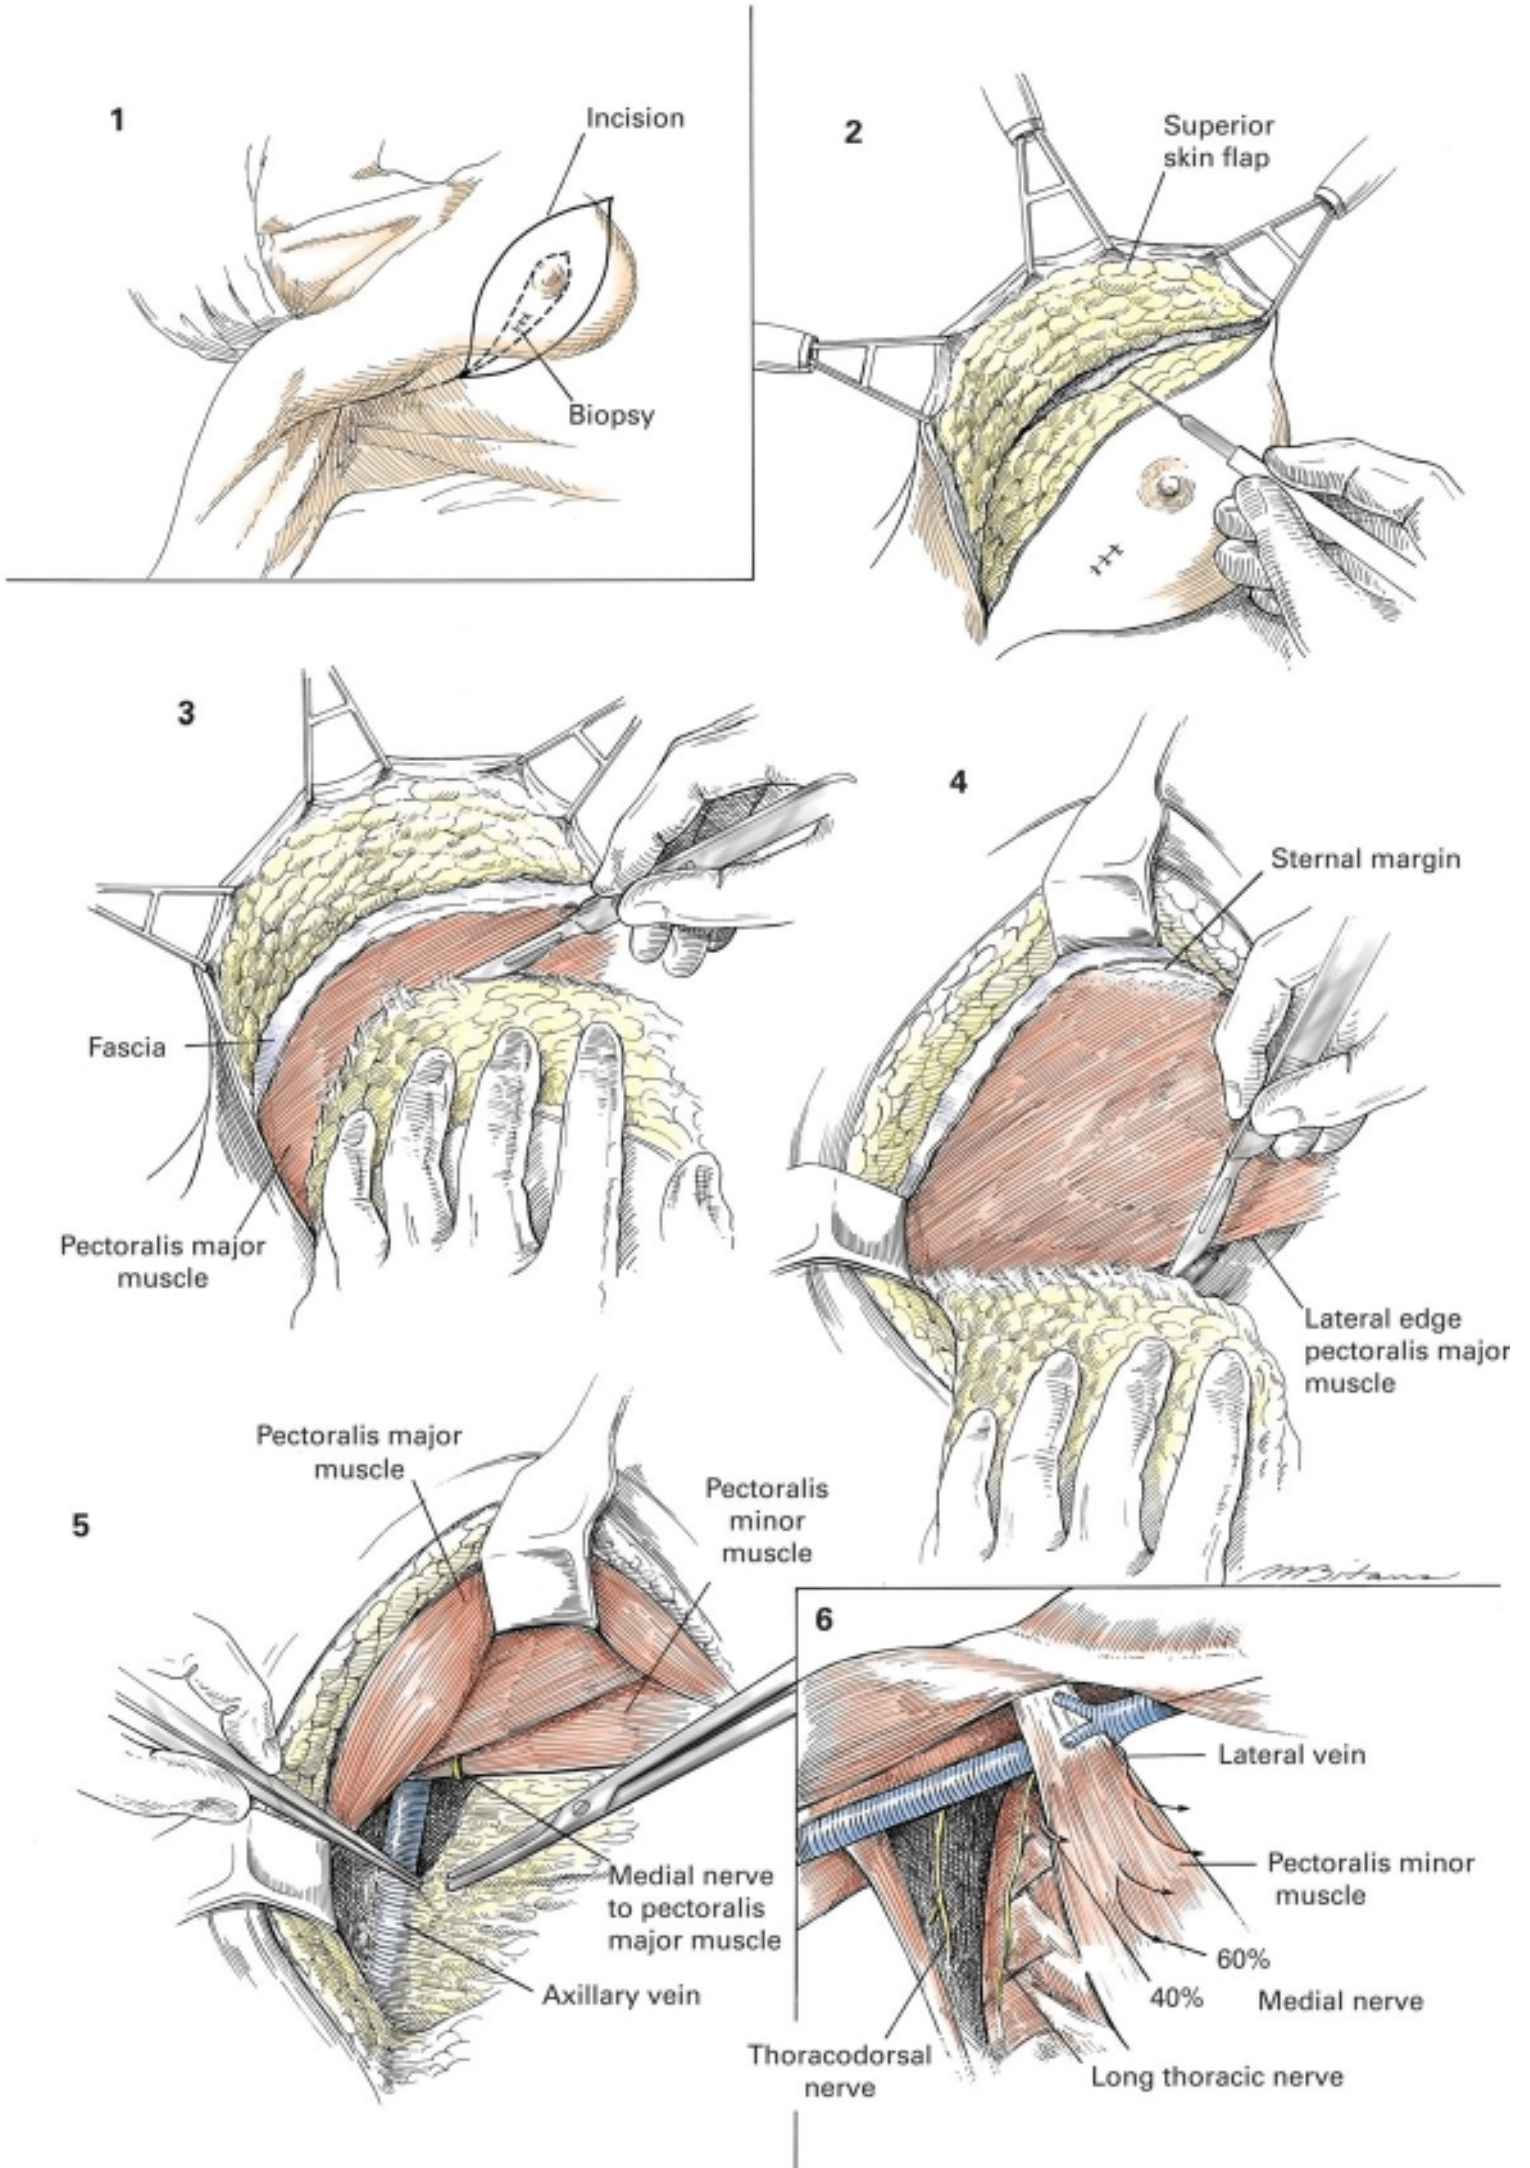 1
Incision
Biopsy
2
Superior
skin flap
3
Fascia
Pectoralis major
muscle
4
Sternal margin
Lateral edge
pectoralis major
muscle
5
Pectoralis major
muscle
Pectoralis
minor
muscle
Medial nerve
to pectoralis
major muscle
Axillary vein
6
Lateral vein
Pectoralis minor
muscle
60%
40%
Medial nerve
Thoracodorsal
nerve
Long thoracic nerve